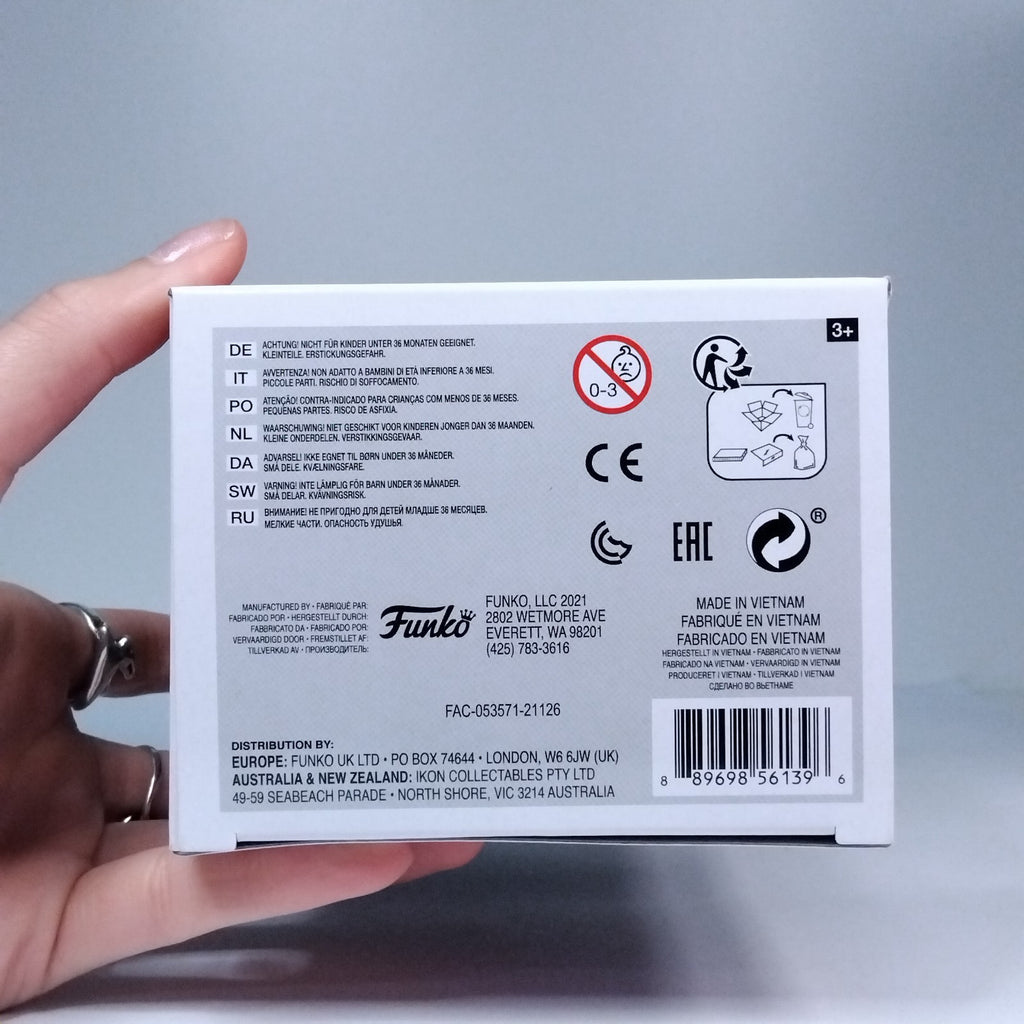 3+
DE ACHTUNG! NICHT FÜR KINDER UNTER 36 MONATEN GEEIGNET.
KLEINTEILE. ERSTICKUNGSGEFAHR.
IT AVVERTENZA! NON ADATTO A BAMBINI DI ETÀ INFERIORE A 36 MESI.
PICCOLE PARTI. RISCHIO DI SOFFOCAMENTO.
PO ATENÇÃO! CONTRA-INDICADO PARA CRIANÇAS COM MENOS DE 36 MESES.
PEQUENAS PARTES. RISCO DE ASFIXIA.
NL WAARSCHUWING! NIET GESCHIKT VOOR KINDEREN JONGER DAN 36 MAANDEN.
KLEINE ONDERDELEN. VERSTIKKINGSGEVAAR.
DA ADVARSEL! IKKE EGNET TIL BØRN UNDER 36 MÅNEDER.
SMÅ DELE. KVÆLNINGSFARE.
SW VARNING! INTE LÄMPLIG FÖR BARN UNDER 36 MÅNADER.
SMÅ DELAR. KVÄVNINGSRISK.
RU ВНИМАНИЕ! НЕ ПРИГОДНО ДЛЯ ДЕТЕЙ МЛАДШЕ 36 МЕСЯЦЕВ.
МЕЛКИЕ ЧАСТИ. ОПАСНОСТЬ УДУШЬЯ.
0-3
CE
EAC
®
MANUFACTURED BY • FABRIQUÉ PAR:
FABRICADO POR • HERGESTELLT DURCH:
FABBRICATO DA • FABRICADO POR:
VERVAARDIGD DOOR • FREMSTILLET AF:
TILLVERKAD AV • ПРОИЗВОДИТЕЛЬ:
Funko
FUNKO, LLC 2021
2802 WETMORE AVE
EVERETT, WA 98201
(425) 783-3616
MADE IN VIETNAM
FABRIQUÉ EN VIETNAM
FABRICADO EN VIETNAM
HERGESTELLT IN VIETNAM • FABBRICATO IN VIETNAM
FABRICADO NA VIETNAM • VERVAARDIGD IN VIETNAM
PRODUCERET I VIETNAM • TILLVERKAD I VIETNAM
СДЕЛАНО ВО ВЬЕТНАМЕ
FAC-053571-21126
DISTRIBUTION BY:
EUROPE: FUNKO UK LTD • PO BOX 74644 • LONDON, W6 6JW (UK)
AUSTRALIA & NEW ZEALAND: IKON COLLECTABLES PTY LTD
49-59 SEABEACH PARADE • NORTH SHORE, VIC 3214 AUSTRALIA
8 89698 56139 6